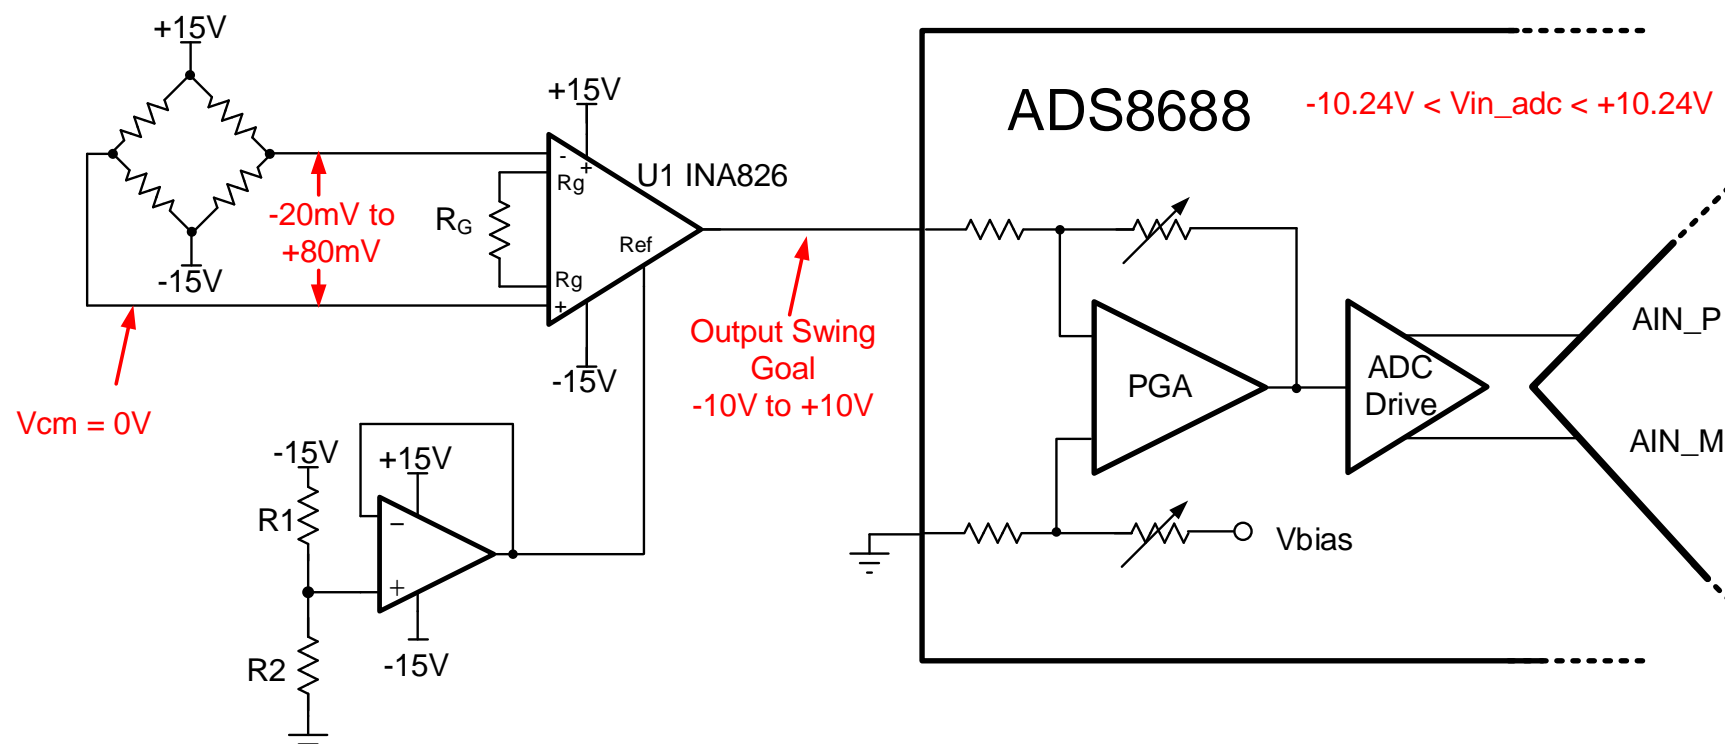 +15V
-20mV to
+80mV
-15V
Vcm = 0V
+15V
-
+
Rg
RG
Ref
Rg
+
U1 INA826
-15V
Output Swing
Goal
-10V to +10V
-15V
R1
R2
+15V
−
+
-15V
ADS8688
-10.24V < Vin_adc < +10.24V
PGA
Vbias
ADC
Drive
AIN_P
AIN_M